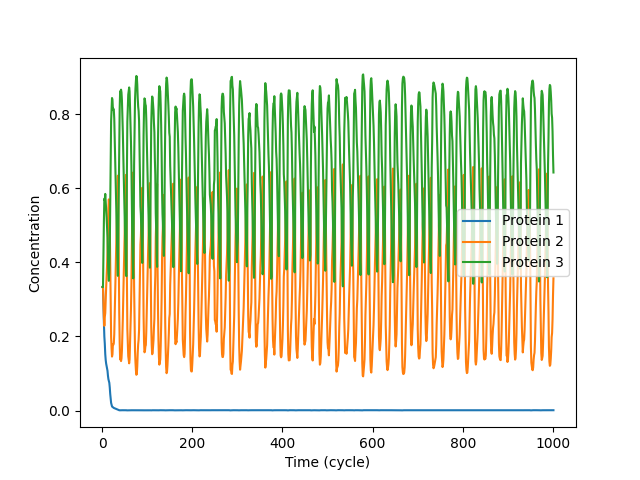 0.8
0.6
0.4
0.2
0.0
Concentration
Protein 1
Protein 2
Protein 3
0 200 400 600 800 1000
Time (cycle)